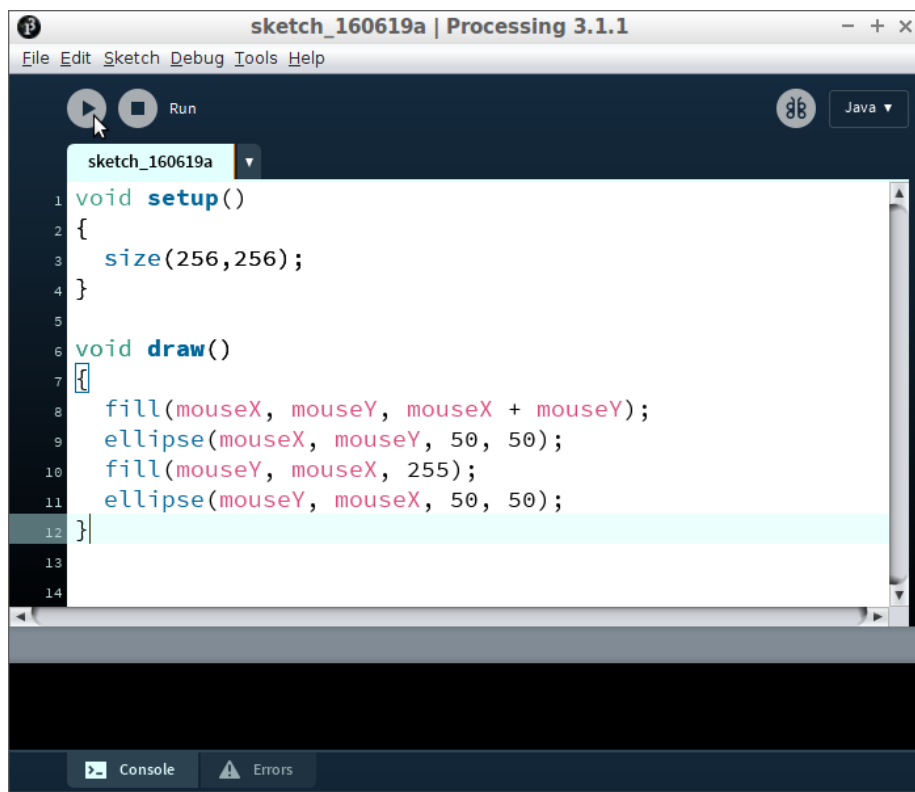 sketch_160619a | Processing 3.1.1
File Edit Sketch Debug Tools Help
Run
Java ▼
sketch_160619a ▼
1 void setup()
2 {
3   size(256,256);
4 }
5
6 void draw()
7 {
8   fill(mouseX, mouseY, mouseX + mouseY);
9   ellipse(mouseX, mouseY, 50, 50);
10   fill(mouseY, mouseX, 255);
11   ellipse(mouseY, mouseX, 50, 50);
12 }
13
14
Console Errors